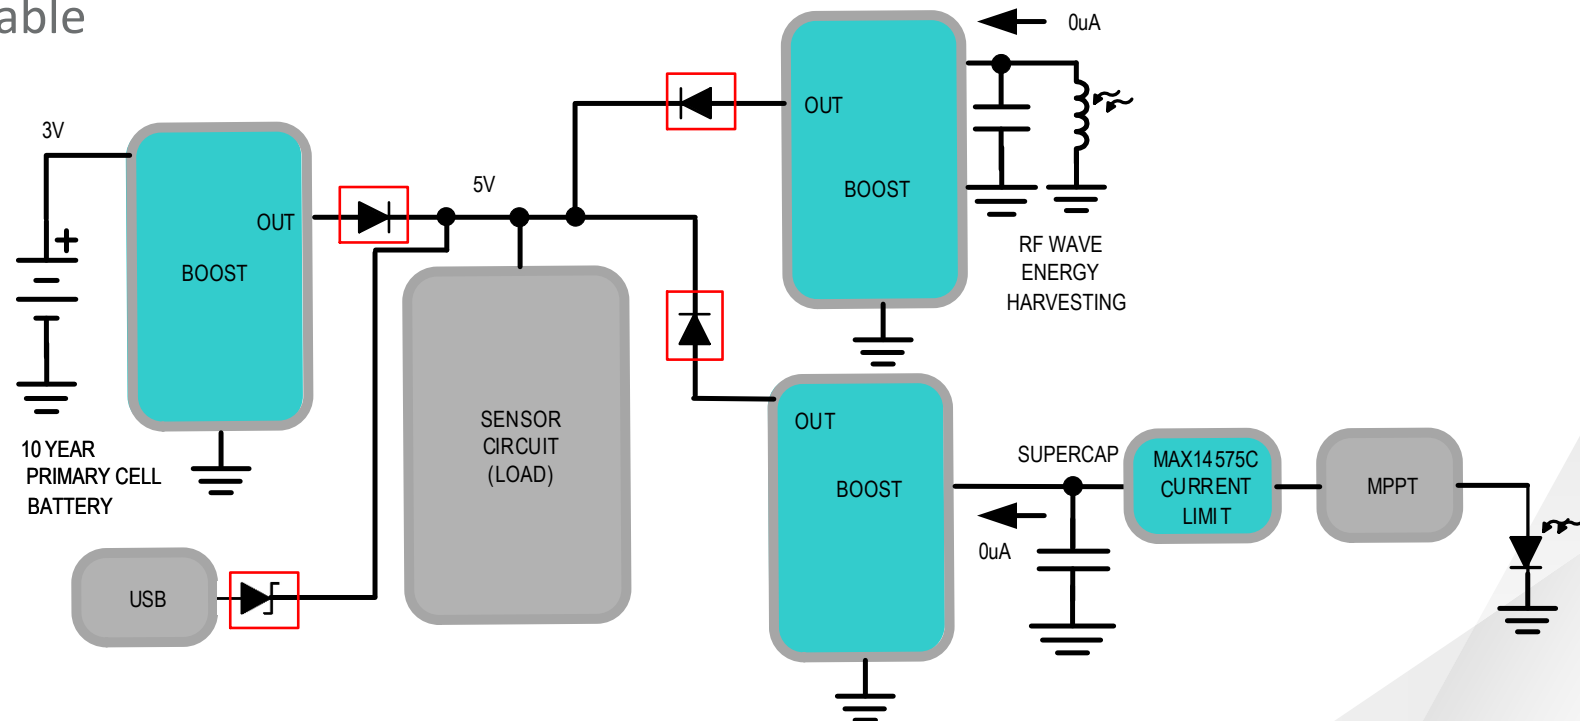 able
3V
BOOST
OUT
10 YEAR
PRIMARY CELL
BATTERY
USB
5V
SENSOR
CIRCUIT
(LOAD)
OUT
BOOST
0uA
RF WAVE
ENERGY
HARVESTING
OUT
BOOST
SUPERCAP
0uA
MAX14575C
CURRENT
LIMIT
MPPT